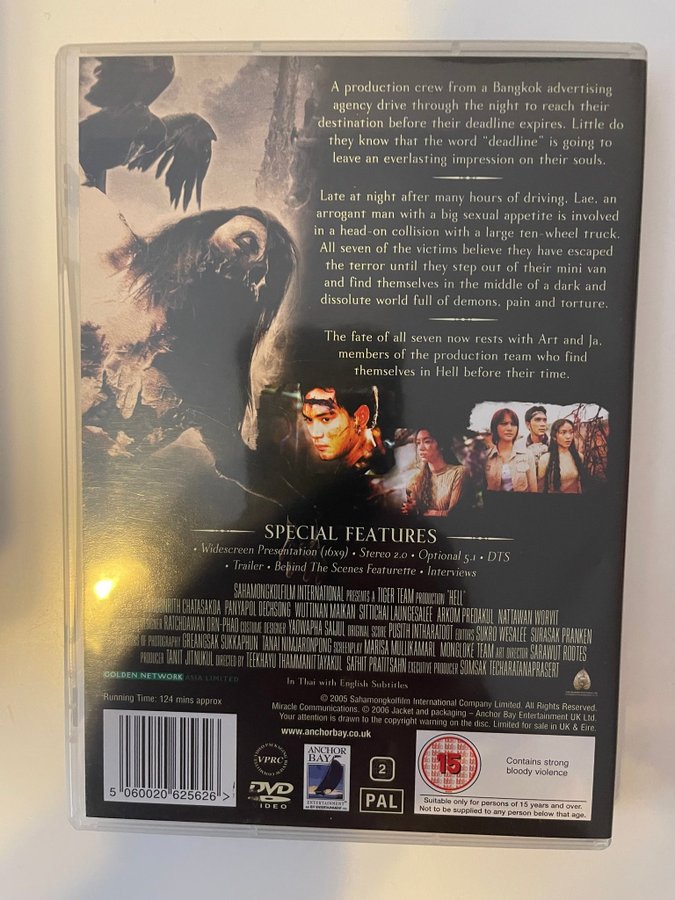 A production crew from a Bangkok advertising
agency drive through the night to reach their
destination before their deadline expires. Little do
they know that the word "deadline" is going to
leave an everlasting impression on their souls.
Late at night after many hours of driving, Lae, an
arrogant man with a big sexual appetite is involved
in a head-on collision with a large ten-wheel truck.
All seven of the victims believe they have escaped
the terror until they step out of their mini van
and find themselves in the middle of a dark and
dissolute world full of demons, pain and torture.
The fate of all seven now rests with Art and Ja,
members of the production team who find
themselves in Hell before their time.
SPECIAL FEATURES
• Widescreen Presentation (16x9) • Stereo 2.0 • Optional 5.1 • DTS
• Trailer • Behind The Scenes Featurette • Interviews
SAHAMONGKOLFILM INTERNATIONAL PRESENTS A TIGER TEAM PRODUCTION "HELL"
CHATASAKDA PANYAPOL DECHSONG WUTTINAN MAIKAN SITTICHAI LAUNGESALEE ARKOM PREDAKUL NATTAWAN WORVIT
RATCHDAWAN ORN-PHAO COSTUME DESIGNER YAOWAPHA SAIJUL ORIGINAL SCORE PUSITH INTHARATOOT EDITORS SUKRO WESALEE SURASAK PRANKEN
OF PHOTOGRAPHY GREANGSAK SUKKAPHUN TANAI NIMJARONPONG SCREENPLAY MARISA MULLIKAMARL MONGLOKE TEAM ART DIRECTOR SARAWUT ROOTES
PRODUCER TANIT JITNUKUL DIRECTED BY TEEKHAYU THAMMANITTAYAKUL SATHIT PRATITSAHN EXECUTIVE PRODUCER SOMSAK TECHARATANAPRASERT
GOLDEN NETWORK ASIA LIMITED
In Thai with English Subtitles
Running Time: 124 mins approx
© 2005 Sahamongkolfilm International Company Limited. All Rights Reserved.
Miracle Communications. © 2006 Jacket and packaging – Anchor Bay Entertainment UK Ltd.
Your attention is drawn to the copyright warning on the disc. Limited for sale in UK & Eire.
www.anchorbay.co.uk
5 060020 625626 >
VPRC
DVD
VIDEO
ANCHOR
BAY
ENTERTAINMENT
2
PAL
15
Contains strong
bloody violence
Suitable only for persons of 15 years and over.
Not to be supplied to any person below that age.